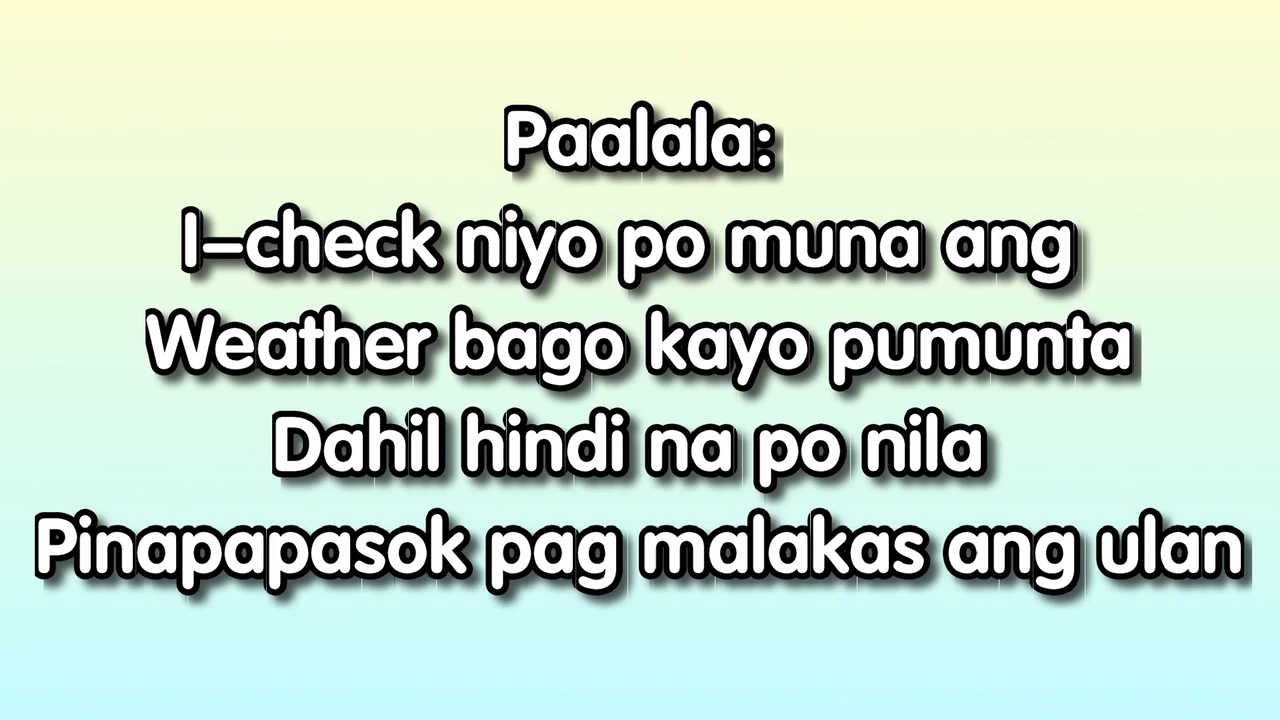 Paalala:
I-check niyo po muna ang
Weather bago kayo pumunta
Dahil hindi na po nila
Pinapapasok pag malakas ang ulan